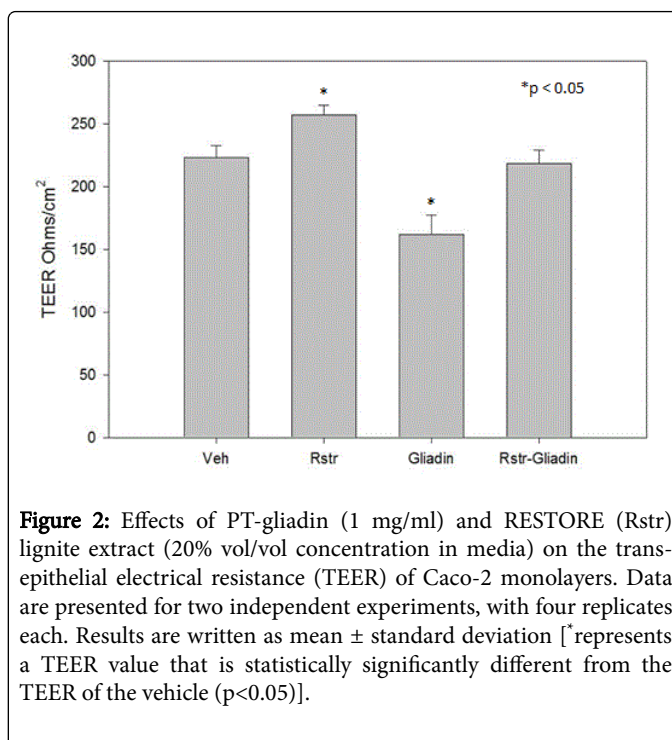 300
*p < 0.05
*
250
200
*
150
100
50
0
TEER Ohms/cm²
Veh Rstr Gliadin Rstr-Gliadin
Figure 2: Effects of PT-gliadin (1 mg/ml) and RESTORE (Rstr)
lignite extract (20% vol/vol concentration in media) on the trans-
epithelial electrical resistance (TEER) of Caco-2 monolayers. Data
are presented for two independent experiments, with four replicates
each. Results are written as mean ± standard deviation [*represents
a TEER value that is statistically significantly different from the
TEER of the vehicle (p<0.05)].